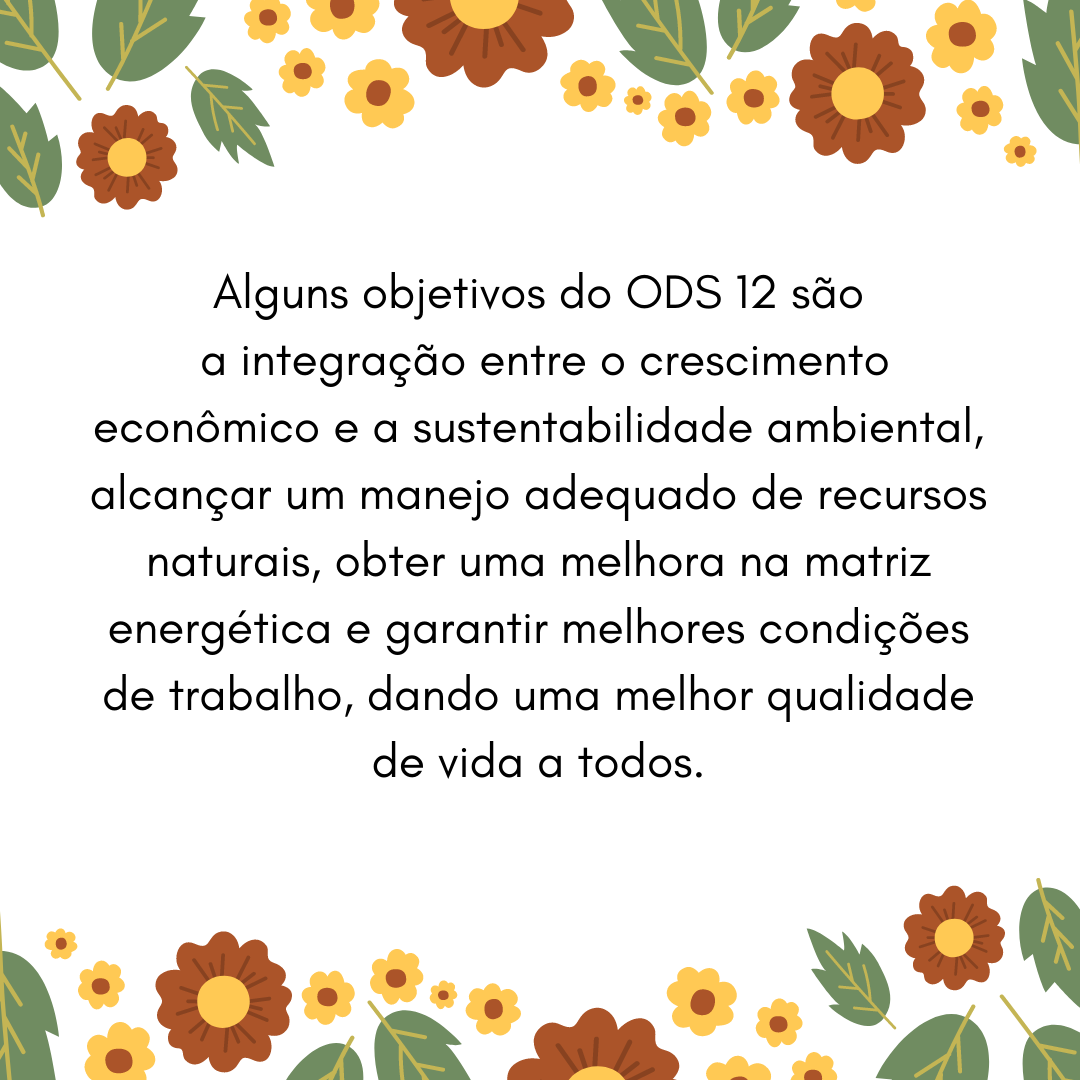 Alguns objetivos do ODS 12 são
a integração entre o crescimento
econômico e a sustentabilidade ambiental,
alcançar um manejo adequado de recursos
naturais, obter uma melhora na matriz
energética e garantir melhores condições
de trabalho, dando uma melhor qualidade
de vida a todos.